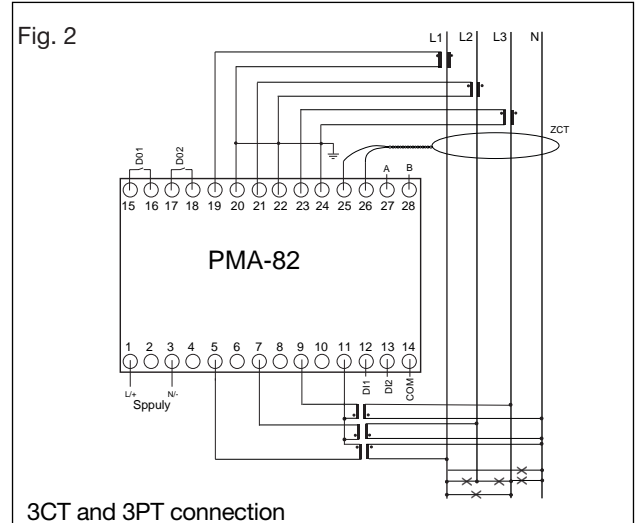 Fig. 2
L1 L2 L3 N
ZCT
D01 D02 A B
15 16 17 18 19 20 21 22 23 24 25 26 27 28
PMA-82
1 2 3 4 5 6 7 8 9 10 11 12 13 14
L/+ N/- DI1 DI2 COM
Sppuly
3CT and 3PT connection